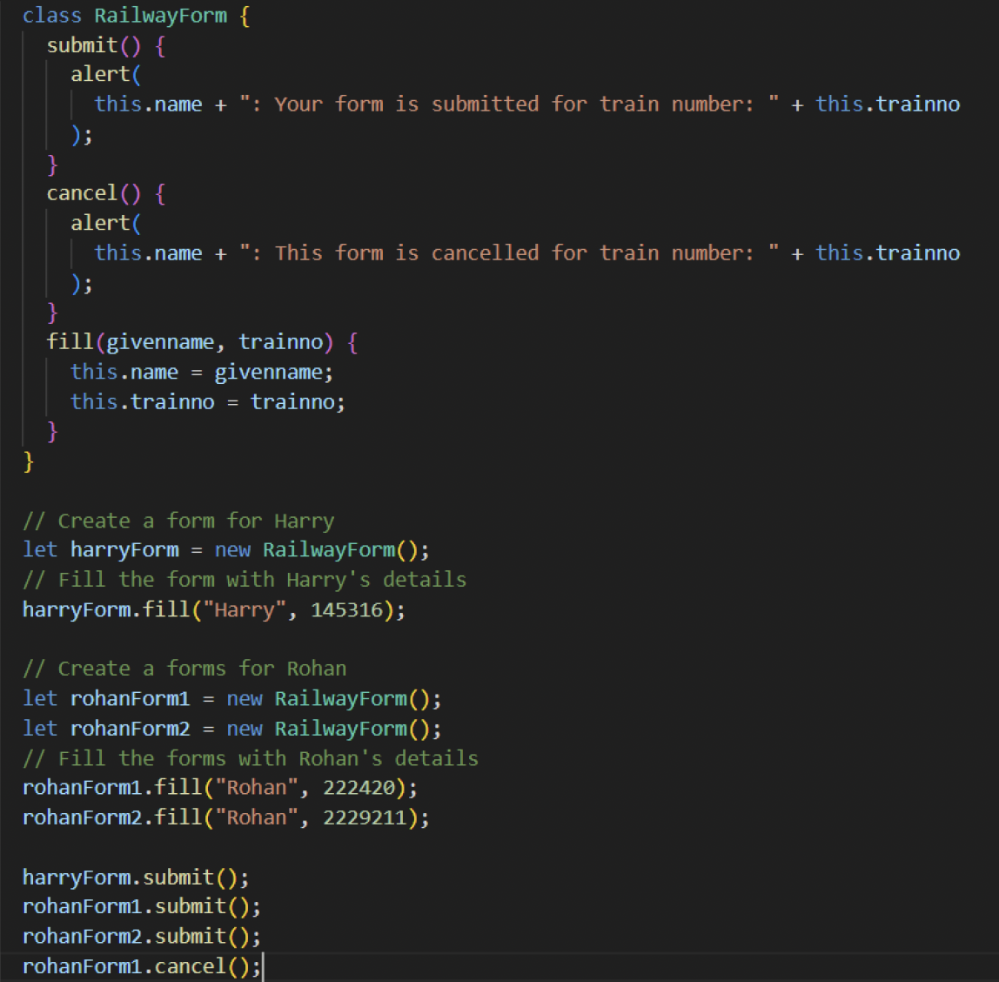 class RailwayForm {
  submit() {
    alert(
      this.name + ": Your form is submitted for train number: " + this.trainno
    );
  }
  cancel() {
    alert(
      this.name + ": This form is cancelled for train number: " + this.trainno
    );
  }
  fill(givenname, trainno) {
    this.name = givenname;
    this.trainno = trainno;
  }
}

// Create a form for Harry
let harryForm = new RailwayForm();
// Fill the form with Harry's details
harryForm.fill("Harry", 145316);

// Create a forms for Rohan
let rohanForm1 = new RailwayForm();
let rohanForm2 = new RailwayForm();
// Fill the forms with Rohan's details
rohanForm1.fill("Rohan", 222420);
rohanForm2.fill("Rohan", 2229211);

harryForm.submit();
rohanForm1.submit();
rohanForm2.submit();
rohanForm1.cancel();